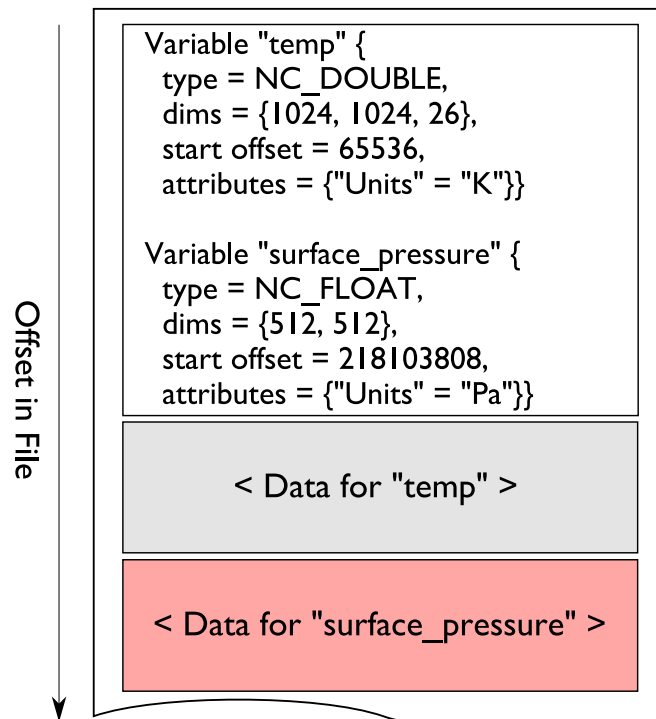 Variable "temp" {
type = NC_DOUBLE,
dims = {1024, 1024, 26},
start offset = 65536,
attributes = {"Units" = "K"}}
Variable "surface_pressure" {
type = NC_FLOAT,
dims = {512, 512},
start offset = 218103808,
attributes = {"Units" = "Pa"}}
Offset in File
< Data for "temp" >
< Data for "surface_pressure" >